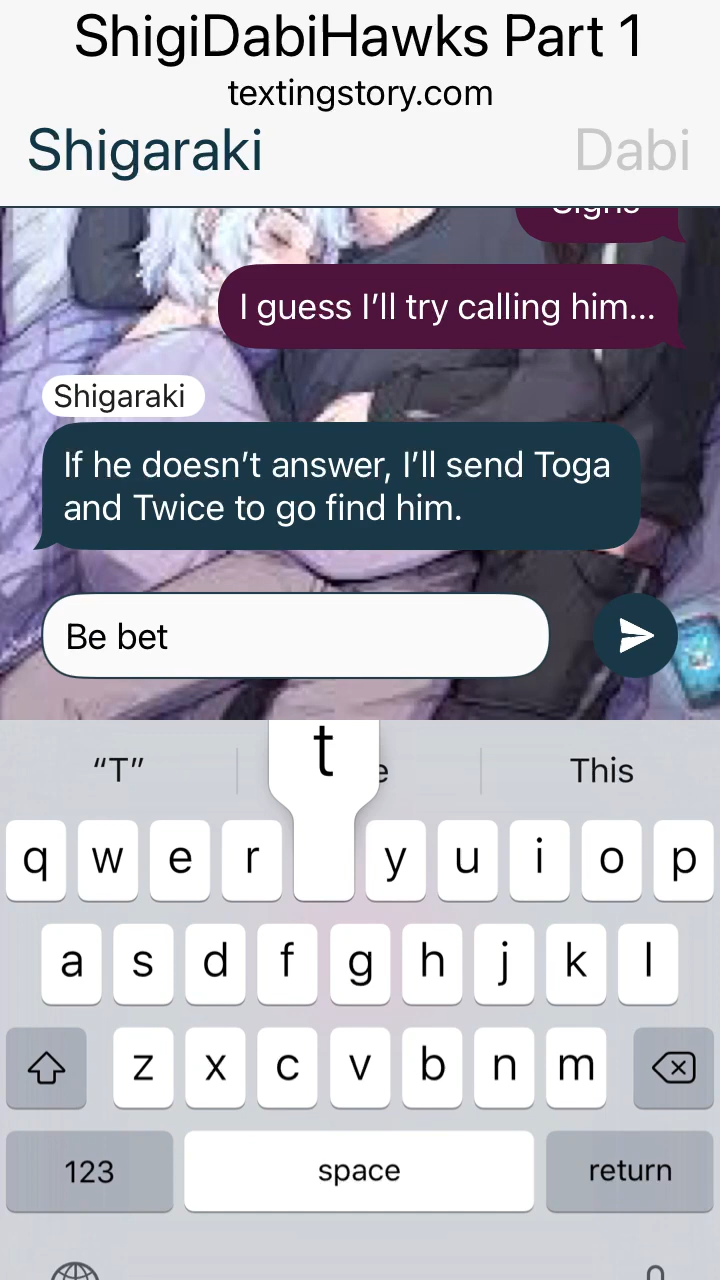 ShigiDabiHawks Part 1
textingstory.com
Shigaraki Dabi
I guess I’ll try calling him...
Shigaraki
If he doesn’t answer, I’ll send Toga
and Twice to go find him.
Be bet
“T” This
t
q w e r y u i o p
a s d f g h j k l
z x c v b n m
123 space return